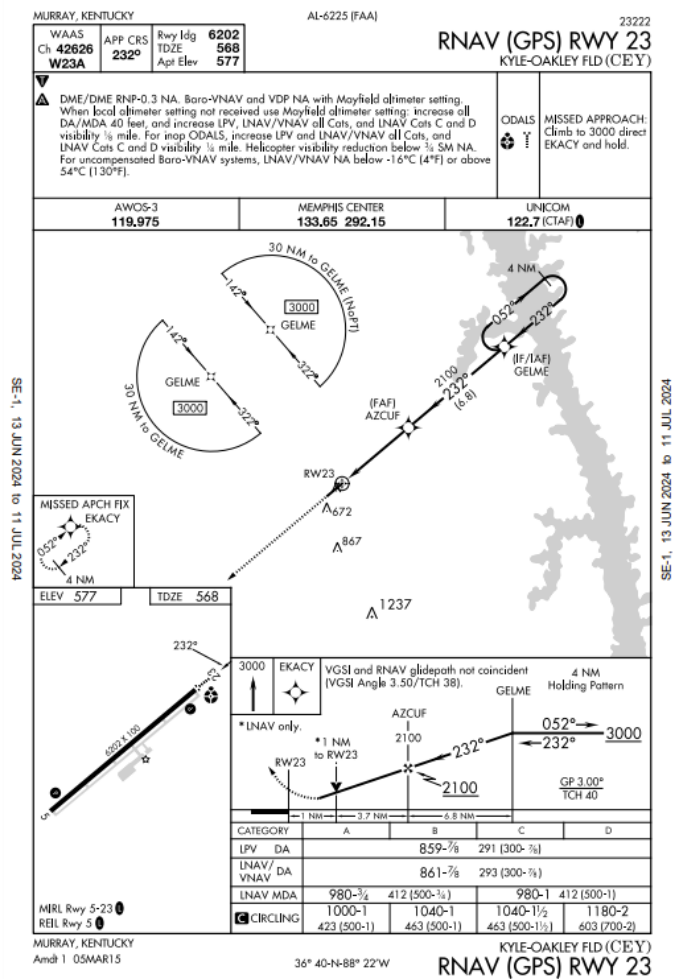 MURRAY, KENTUCKY
AL-6225 (FAA)
23222
WAAS
Ch 42626
W23A
APP CRS
232°
Rwy ldg 6202
TDZE 568
Apt Elev 577
RNAV (GPS) RWY 23
KYLE-OAKLEY FLD (CEY)
T
A
DME/DME RNP-0.3 NA. Baro-VNAV and VDP NA with Mayfield altimeter setting.
When local altimeter setting not received use Mayfield altimeter setting: increase all
DA/MDA 40 feet, and increase LPV, LNAV/VNAV all Cats, and LNAV Cats C and D
visibility ⅛ mile. For inop ODALS, increase LPV and LNAV/VNAV all Cats, and
LNAV Cats C and D visibility ¼ mile. Helicopter visibility reduction below ¾ SM NA.
For uncompensated Baro-VNAV systems, LNAV/VNAV NA below -16°C (4°F) or above
54°C (130°F).
ODALS
MISSED APPROACH:
Climb to 3000 direct
EKACY and hold.
AWOS-3
119.975
MEMPHIS CENTER
133.65 292.15
UNICOM
122.7 (CTAF) L
30 NM to GELME (NoPT)
142°
3000
GELME
322°
142°
GELME
3000
322°
30 NM to GELME
4 NM
052°
232°
(IF/IAF)
GELME
2100
232°
(6.8)
(FAF)
AZCUF
RW23
672
867
1237
MISSED APCH FIX
EKACY
052°
232°
4 NM
SE-1, 13 JUN 2024 to 11 JUL 2024
SE-1, 13 JUN 2024 to 11 JUL 2024
ELEV 577
TDZE 568
232°
23
6202 X 100
5
MIRL Rwy 5-23 L
REIL Rwy 5 L
3000
EKACY
VGSI and RNAV glidepath not coincident
(VGSI Angle 3.50/TCH 38).
4 NM
Holding Pattern
GELME
AZCUF
2100
*LNAV only.
*1 NM
to RW23
RW23
232°
2100
052°
232°
3000
GP 3.00°
TCH 40
1 NM
3.7 NM
6.8 NM
CATEGORY A B C D
LPV DA 859-⅞ 291 (300-⅞)
LNAV/VNAV DA 861-⅞ 293 (300-⅞)
LNAV MDA 980-¾ 412 (500-¾) 980-1 412 (500-1)
C CIRCLING 1000-1 423 (500-1) 1040-1 463 (500-1) 1040-1½ 463 (500-1½) 1180-2 603 (700-2)
MURRAY, KENTUCKY
Amdt 1 05MAR15
36° 40-N-88° 22'W
KYLE-OAKLEY FLD (CEY)
RNAV (GPS) RWY 23